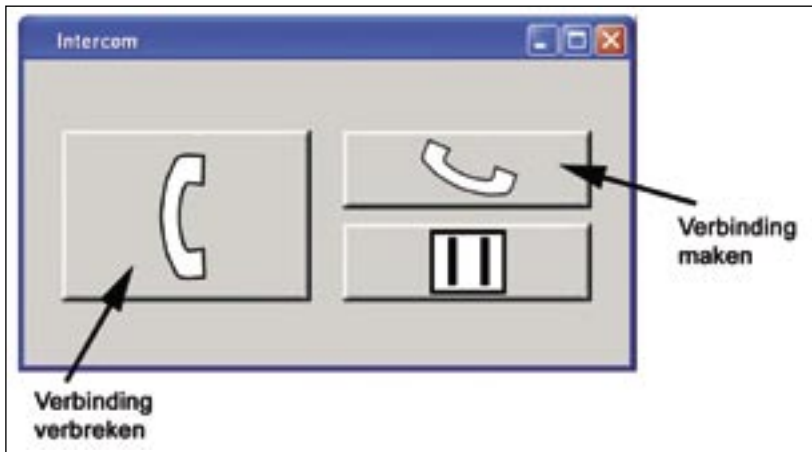 Intercom
Verbinding
maken
Verbinding
verbreken